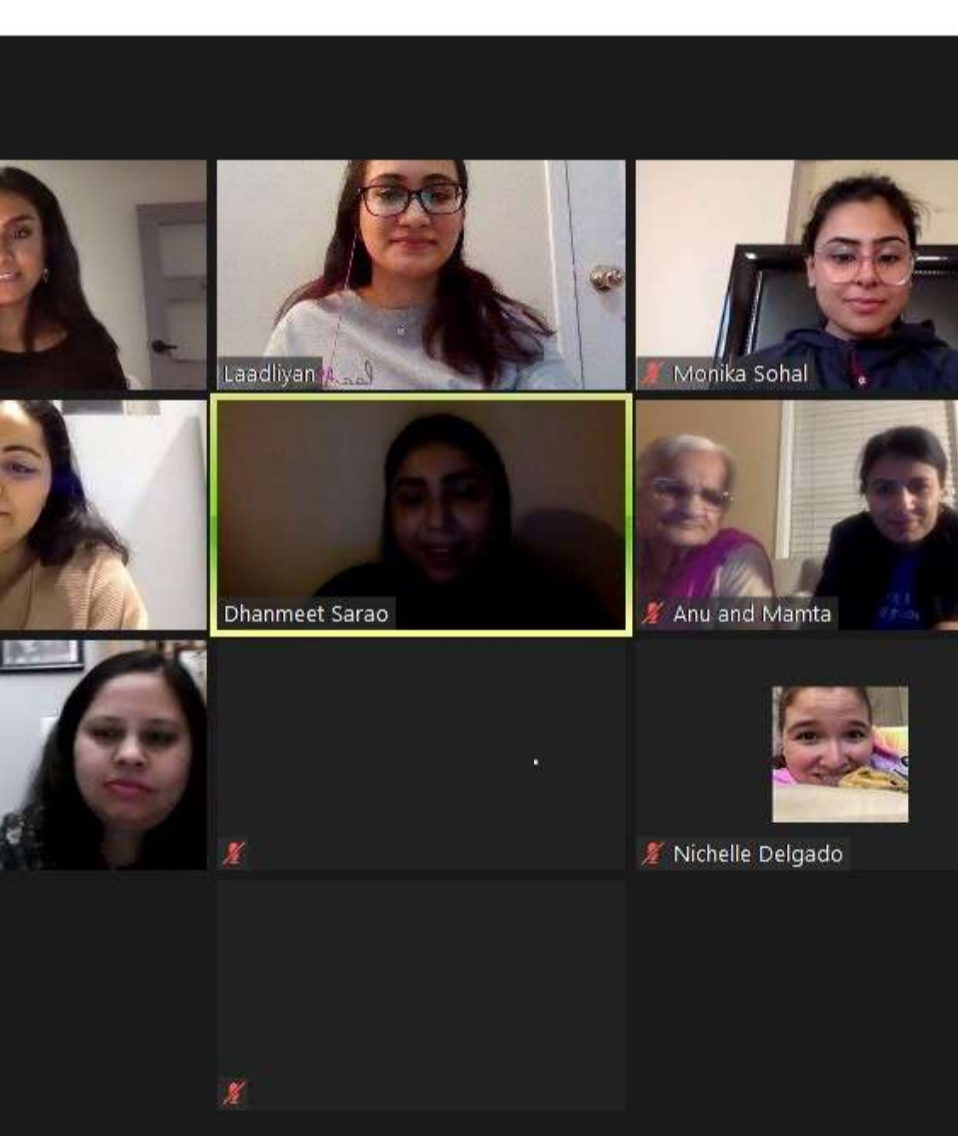 Laadliyan
Monika Sohal
Dhanmeet Sarao
Anu and Mamta
Nichelle Delgado